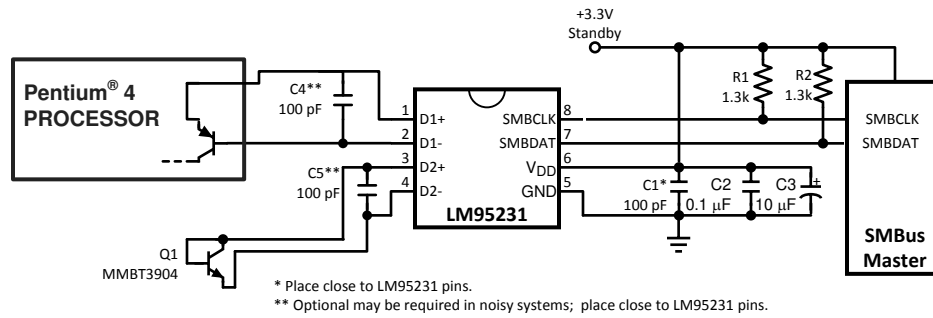 +3.3V
Standby
Pentium® 4
PROCESSOR
C4**
100 pF
1
D1+
2
D1-
3
D2+
4
D2-
C5**
100 pF
SMBCLK
8
SMBDAT
7
VDD
6
GND
5
LM95231
R1
1.3k
R2
1.3k
SMBCLK
SMBDAT
C1*
100 pF
C2
0.1 μF
C3
10 μF
+
SMBus
Master
Q1
MMBT3904
* Place close to LM95231 pins.
** Optional may be required in noisy systems; place close to LM95231 pins.